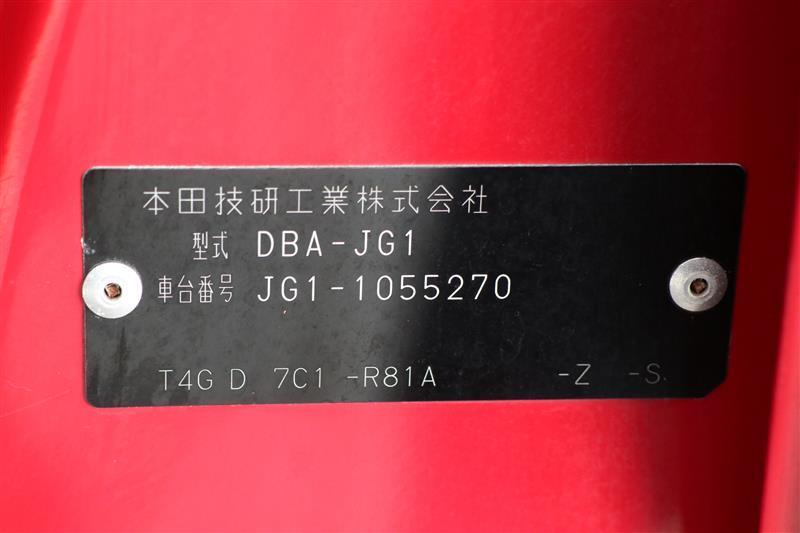 本田技研工業株式会社
型式 DBA-JG1
車台番号 JG1-1055270
T4G D 7C1 -R81A -Z -S